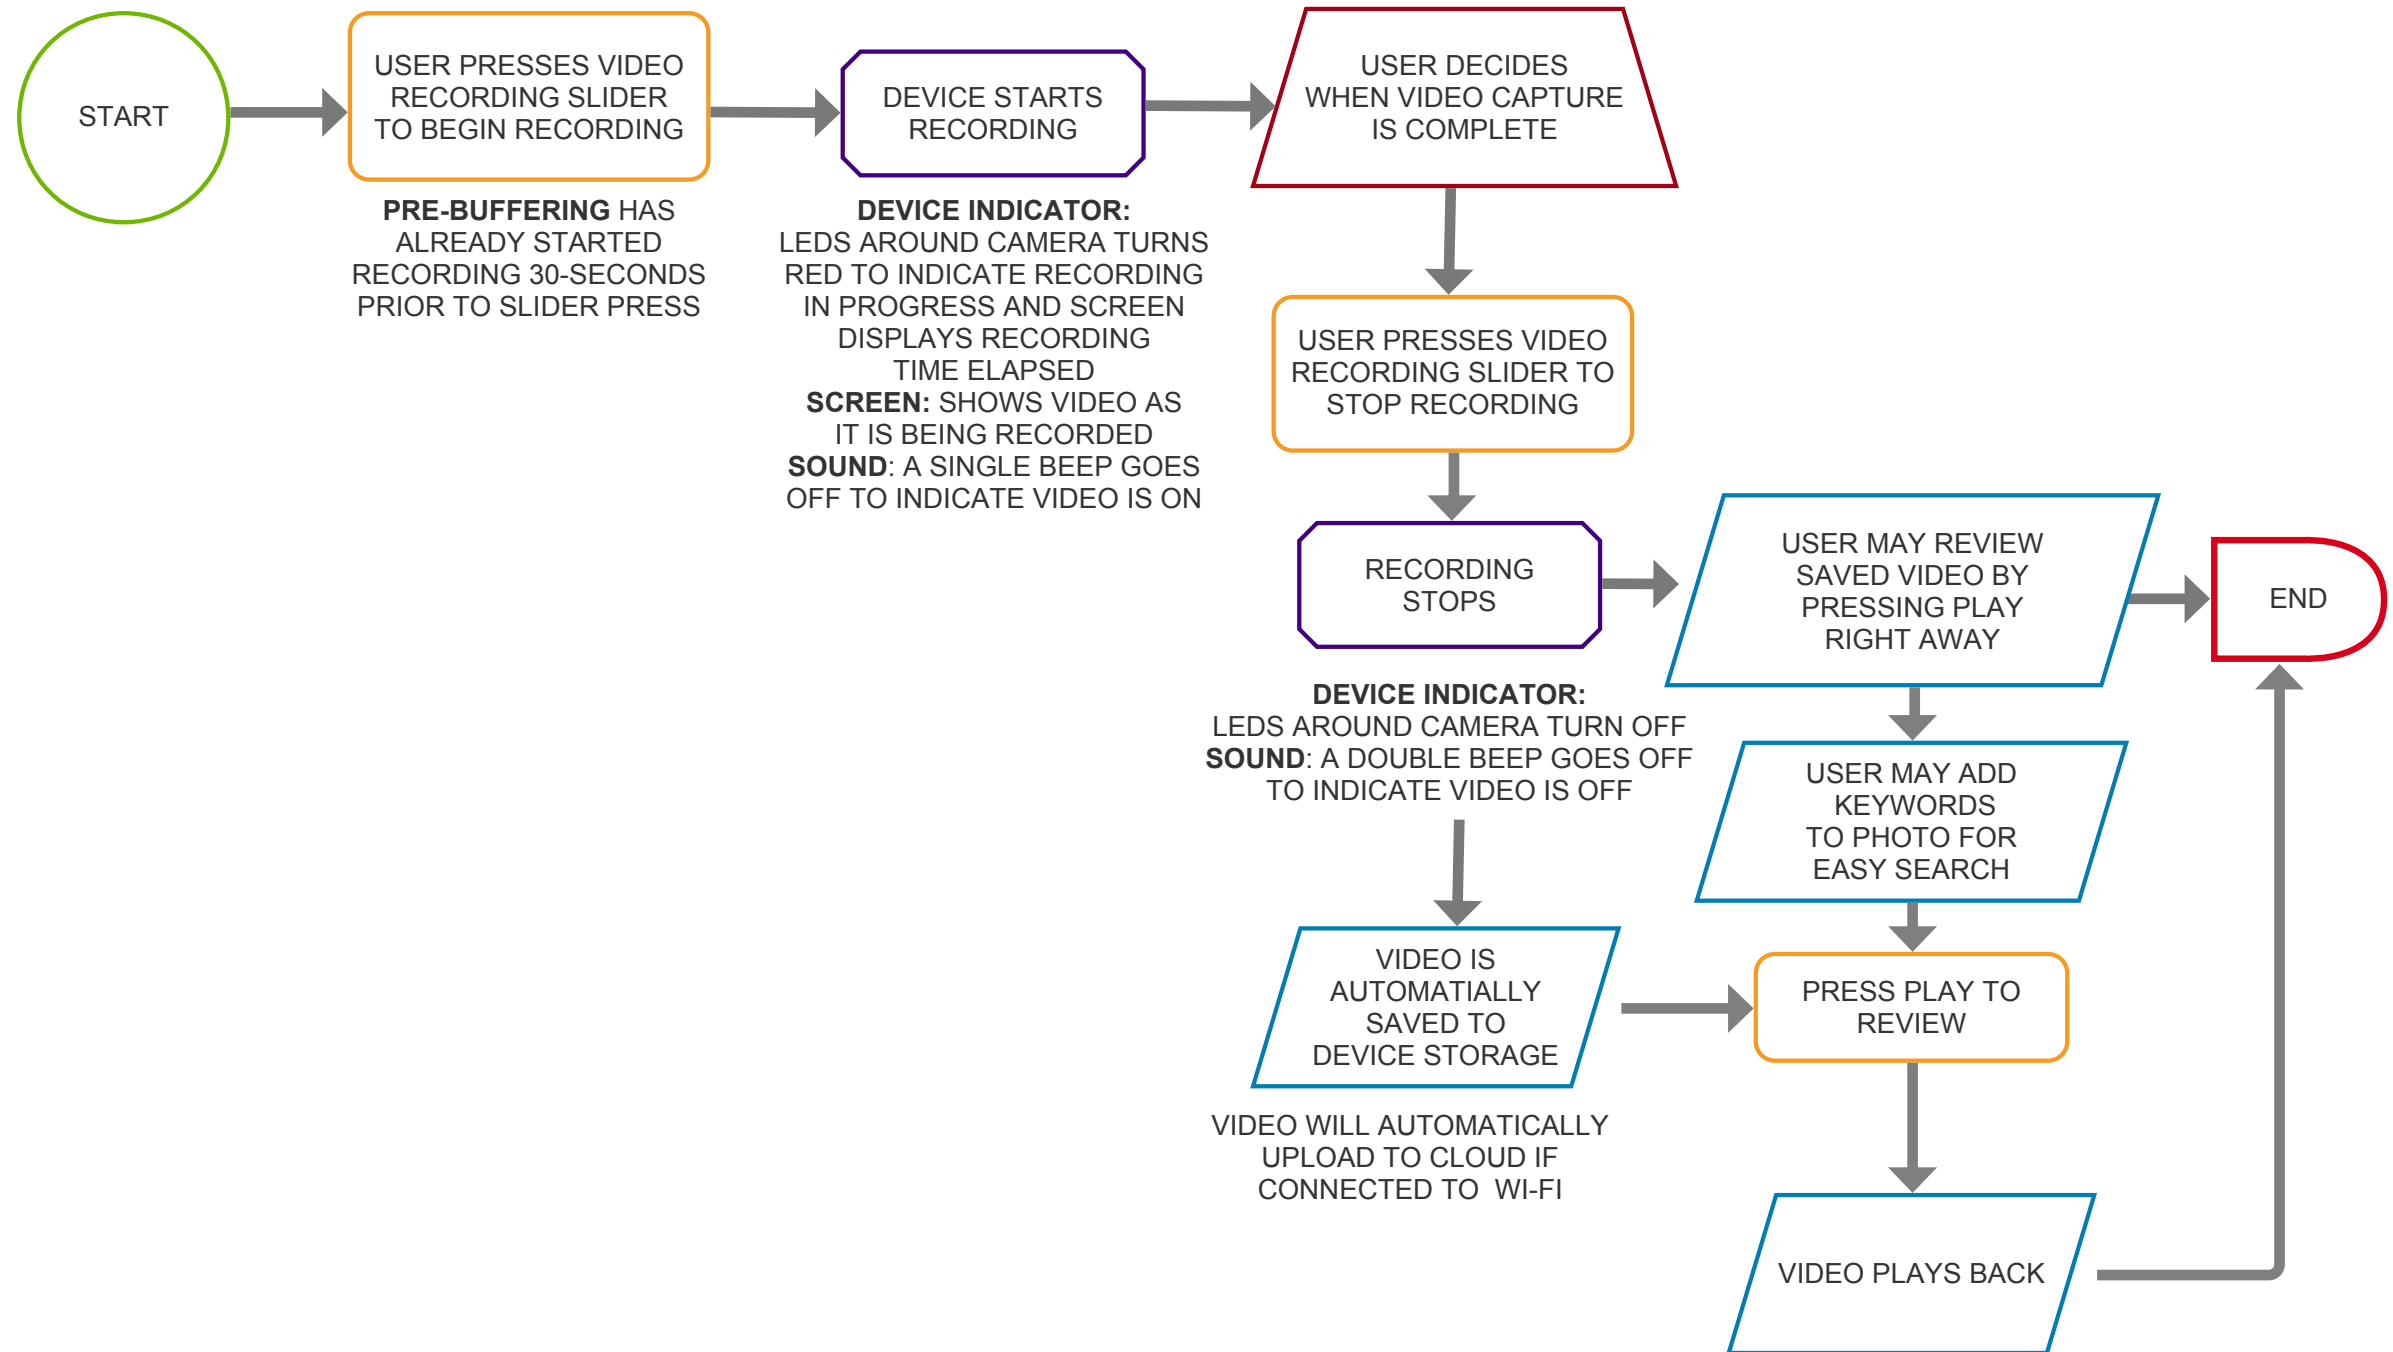 START
USER PRESSES VIDEO
RECORDING SLIDER
TO BEGIN RECORDING
PRE-BUFFERING HAS
ALREADY STARTED
RECORDING 30-SECONDS
PRIOR TO SLIDER PRESS
DEVICE STARTS
RECORDING
DEVICE INDICATOR:
LEDS AROUND CAMERA TURNS
RED TO INDICATE RECORDING
IN PROGRESS AND SCREEN
DISPLAYS RECORDING
TIME ELAPSED
SCREEN: SHOWS VIDEO AS
IT IS BEING RECORDED
SOUND: A SINGLE BEEP GOES
OFF TO INDICATE VIDEO IS ON
USER DECIDES
WHEN VIDEO CAPTURE
IS COMPLETE
USER PRESSES VIDEO
RECORDING SLIDER TO
STOP RECORDING
RECORDING
STOPS
DEVICE INDICATOR:
LEDS AROUND CAMERA TURN OFF
SOUND: A DOUBLE BEEP GOES OFF
TO INDICATE VIDEO IS OFF
VIDEO IS
AUTOMATIALLY
SAVED TO
DEVICE STORAGE
VIDEO WILL AUTOMATICALLY
UPLOAD TO CLOUD IF
CONNECTED TO WI-FI
USER MAY REVIEW
SAVED VIDEO BY
PRESSING PLAY
RIGHT AWAY
USER MAY ADD
KEYWORDS
TO PHOTO FOR
EASY SEARCH
PRESS PLAY TO
REVIEW
VIDEO PLAYS BACK
END